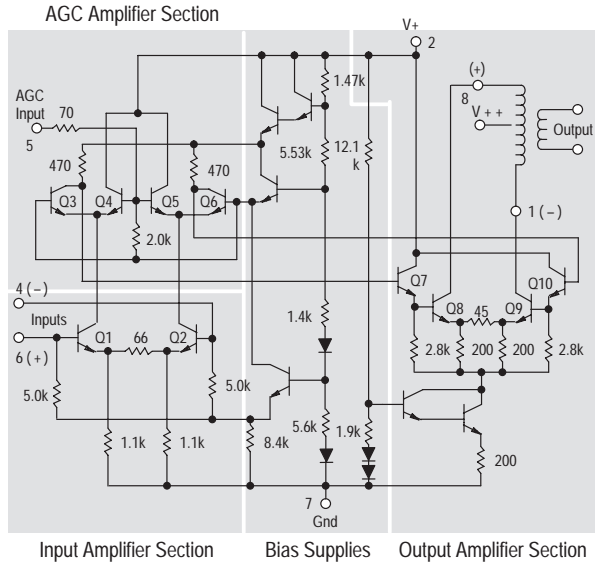 AGC Amplifier Section
V+
2
1.47k
(+)
8
V + +
Output
AGC
Input
5
70
470
470
5.53k
12.1
k
Q3
Q4
Q5
Q6
2.0k
1 (–)
4 (–)
Inputs
6 (+)
Q1
66
Q2
5.0k
5.0k
1.1k
1.1k
8.4k
1.4k
5.6k
1.9k
Q7
Q8
45
Q9
Q10
2.8k
200
200
2.8k
200
7
Gnd
Input Amplifier Section
Bias Supplies
Output Amplifier Section